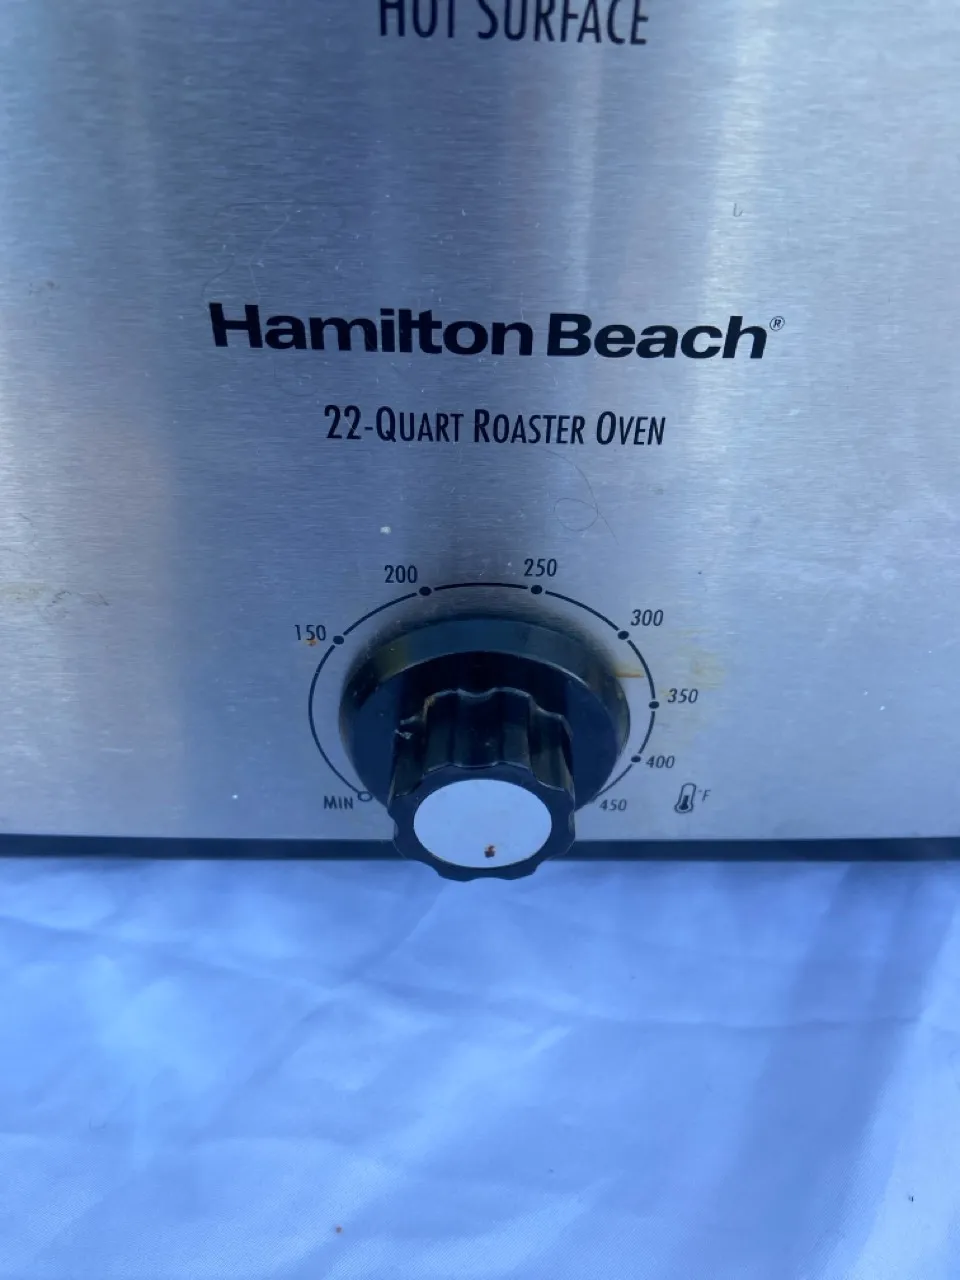 HOT SURFACE
Hamilton Beach®
22-QUART ROASTER OVEN
200 250
150 300
350
400
MIN 450 °F